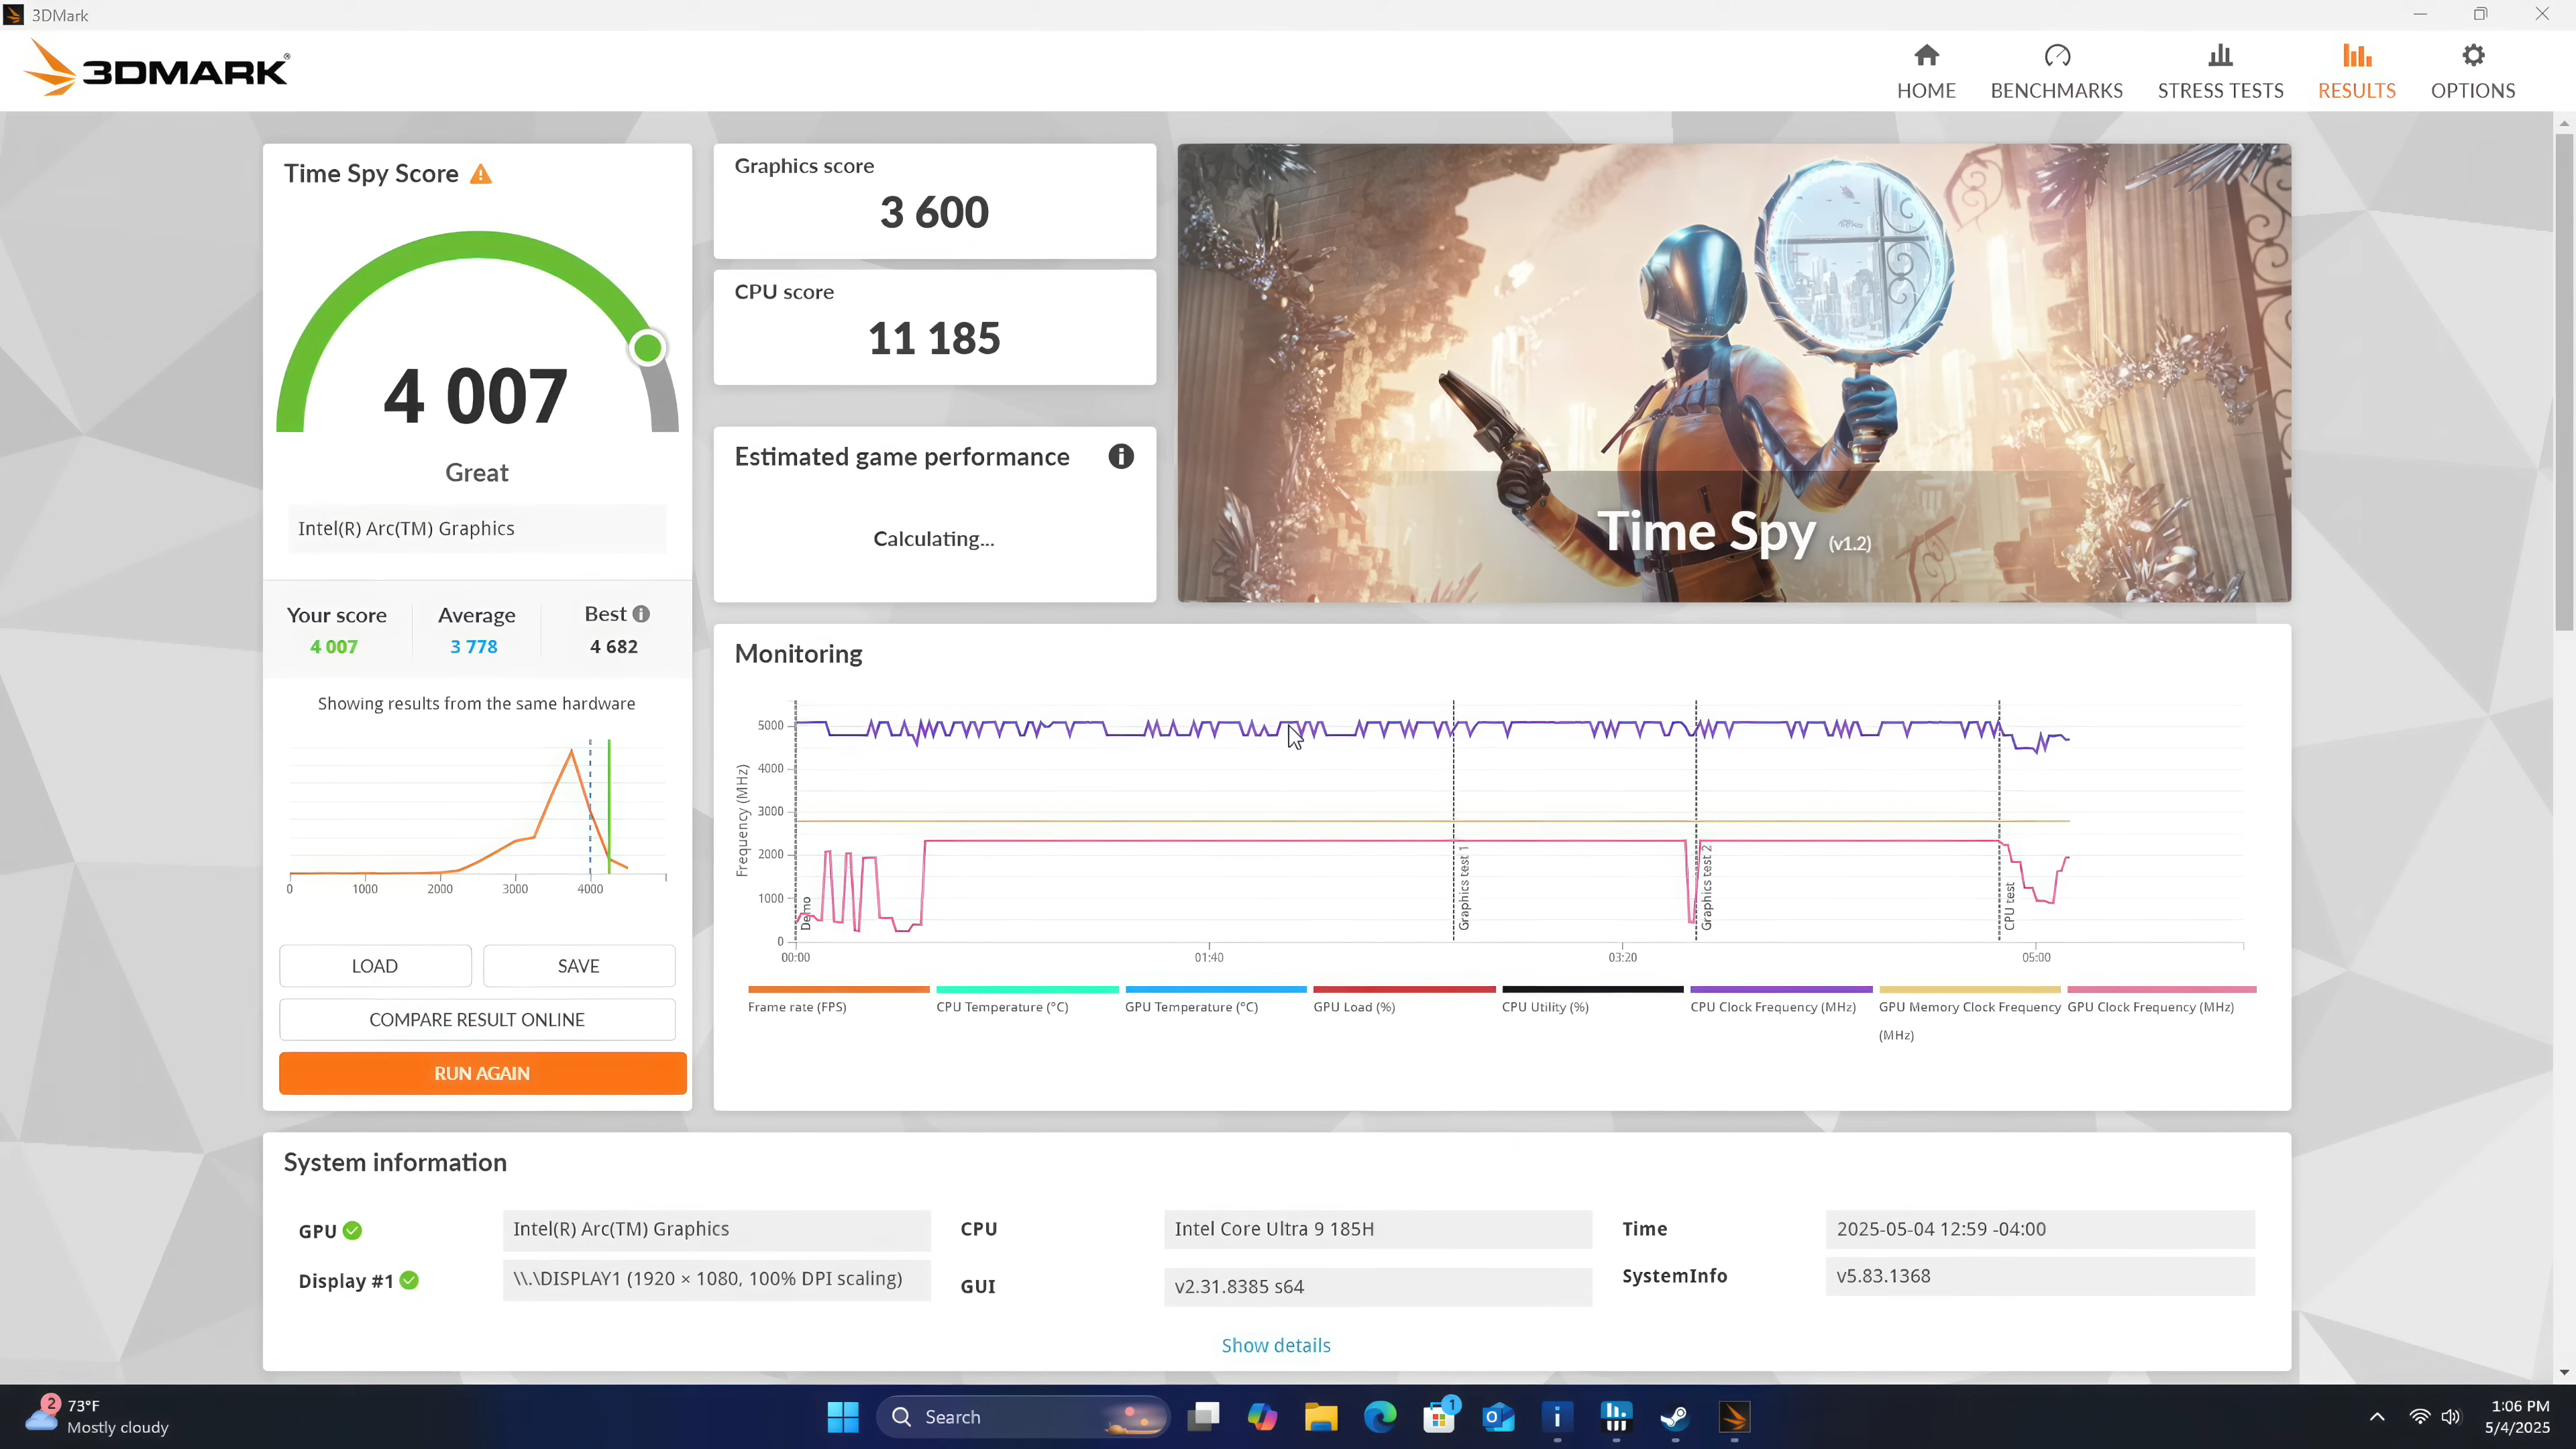 3DMark
3DMARK®
HOME
BENCHMARKS
STRESS TESTS
RESULTS
OPTIONS
Time Spy Score
4 007
Great
Intel(R) Arc(TM) Graphics
Your score
4 007
Average
3 778
Best
4 682
Showing results from the same hardware
0 1000 2000 3000 4000
LOAD
SAVE
COMPARE RESULT ONLINE
RUN AGAIN
Graphics score
3 600
CPU score
11 185
Estimated game performance
Calculating...
Time Spy (v1.2)
Monitoring
Frequency (MHz)
5000
4000
3000
2000
1000
0
Demo
Graphics test 1
Graphics test 2
CPU test
00:00 01:40 03:20 05:00
Frame rate (FPS)
CPU Temperature (°C)
GPU Temperature (°C)
GPU Load (%)
CPU Utility (%)
CPU Clock Frequency (MHz)
GPU Memory Clock Frequency
(MHz)
GPU Clock Frequency (MHz)
System information
GPU
Intel(R) Arc(TM) Graphics
Display #1
\\.\DISPLAY1 (1920 × 1080, 100% DPI scaling)
CPU
Intel Core Ultra 9 185H
GUI
v2.31.8385 s64
Time
2025-05-04 12:59 -04:00
SystemInfo
v5.83.1368
Show details
2
73°F
Mostly cloudy
Search
1
1:06 PM
5/4/2025